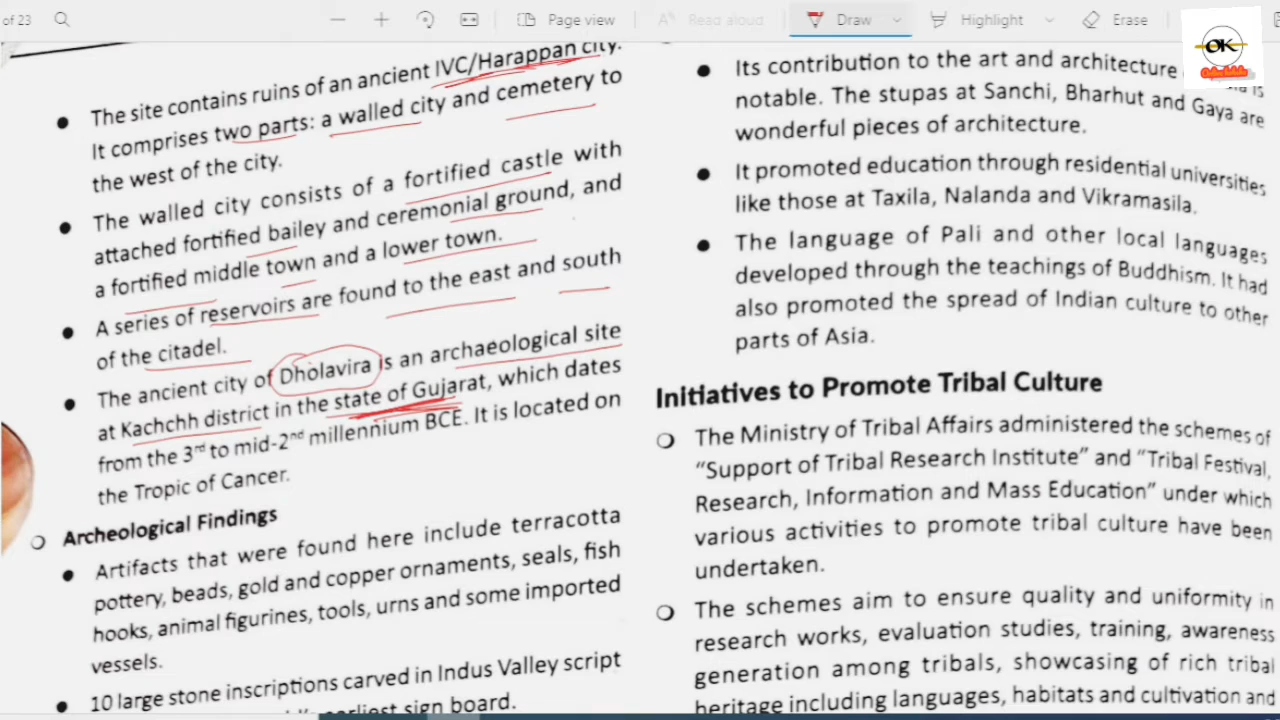 of 23
Page view
Read aloud
Draw
Highlight
Erase
OK
The site contains ruins of an ancient IVC/Harappan city.
It comprises two parts: a walled city and cemetery to
the west of the city.
The walled city consists of a fortified castle with
attached fortified bailey and ceremonial ground, and
a fortified middle town and a lower town.
A series of reservoirs are found to the east and south
of the citadel.
The ancient city of Dholavira is an archaeological site
at Kachchh district in the state of Gujarat, which dates
from the 3rd to mid-2nd millennium BCE. It is located on
the Tropic of Cancer.
Archeological Findings
Artifacts that were found here include terracotta
pottery, beads, gold and copper ornaments, seals, fish
hooks, animal figurines, tools, urns and some imported
vessels.
10 large stone inscriptions carved in Indus Valley script
earliest sign board.
Its contribution to the art and architecture is
notable. The stupas at Sanchi, Bharhut and Gaya are
wonderful pieces of architecture.
It promoted education through residential universities
like those at Taxila, Nalanda and Vikramasila.
The language of Pali and other local languages
developed through the teachings of Buddhism. It had
also promoted the spread of Indian culture to other
parts of Asia.
Initiatives to Promote Tribal Culture
The Ministry of Tribal Affairs administered the schemes of
"Support of Tribal Research Institute" and "Tribal Festival,
Research, Information and Mass Education" under which
various activities to promote tribal culture have been
undertaken.
The schemes aim to ensure quality and uniformity in
research works, evaluation studies, training, awareness
generation among tribals, showcasing of rich tribal
heritage including languages, habitats and cultivation and